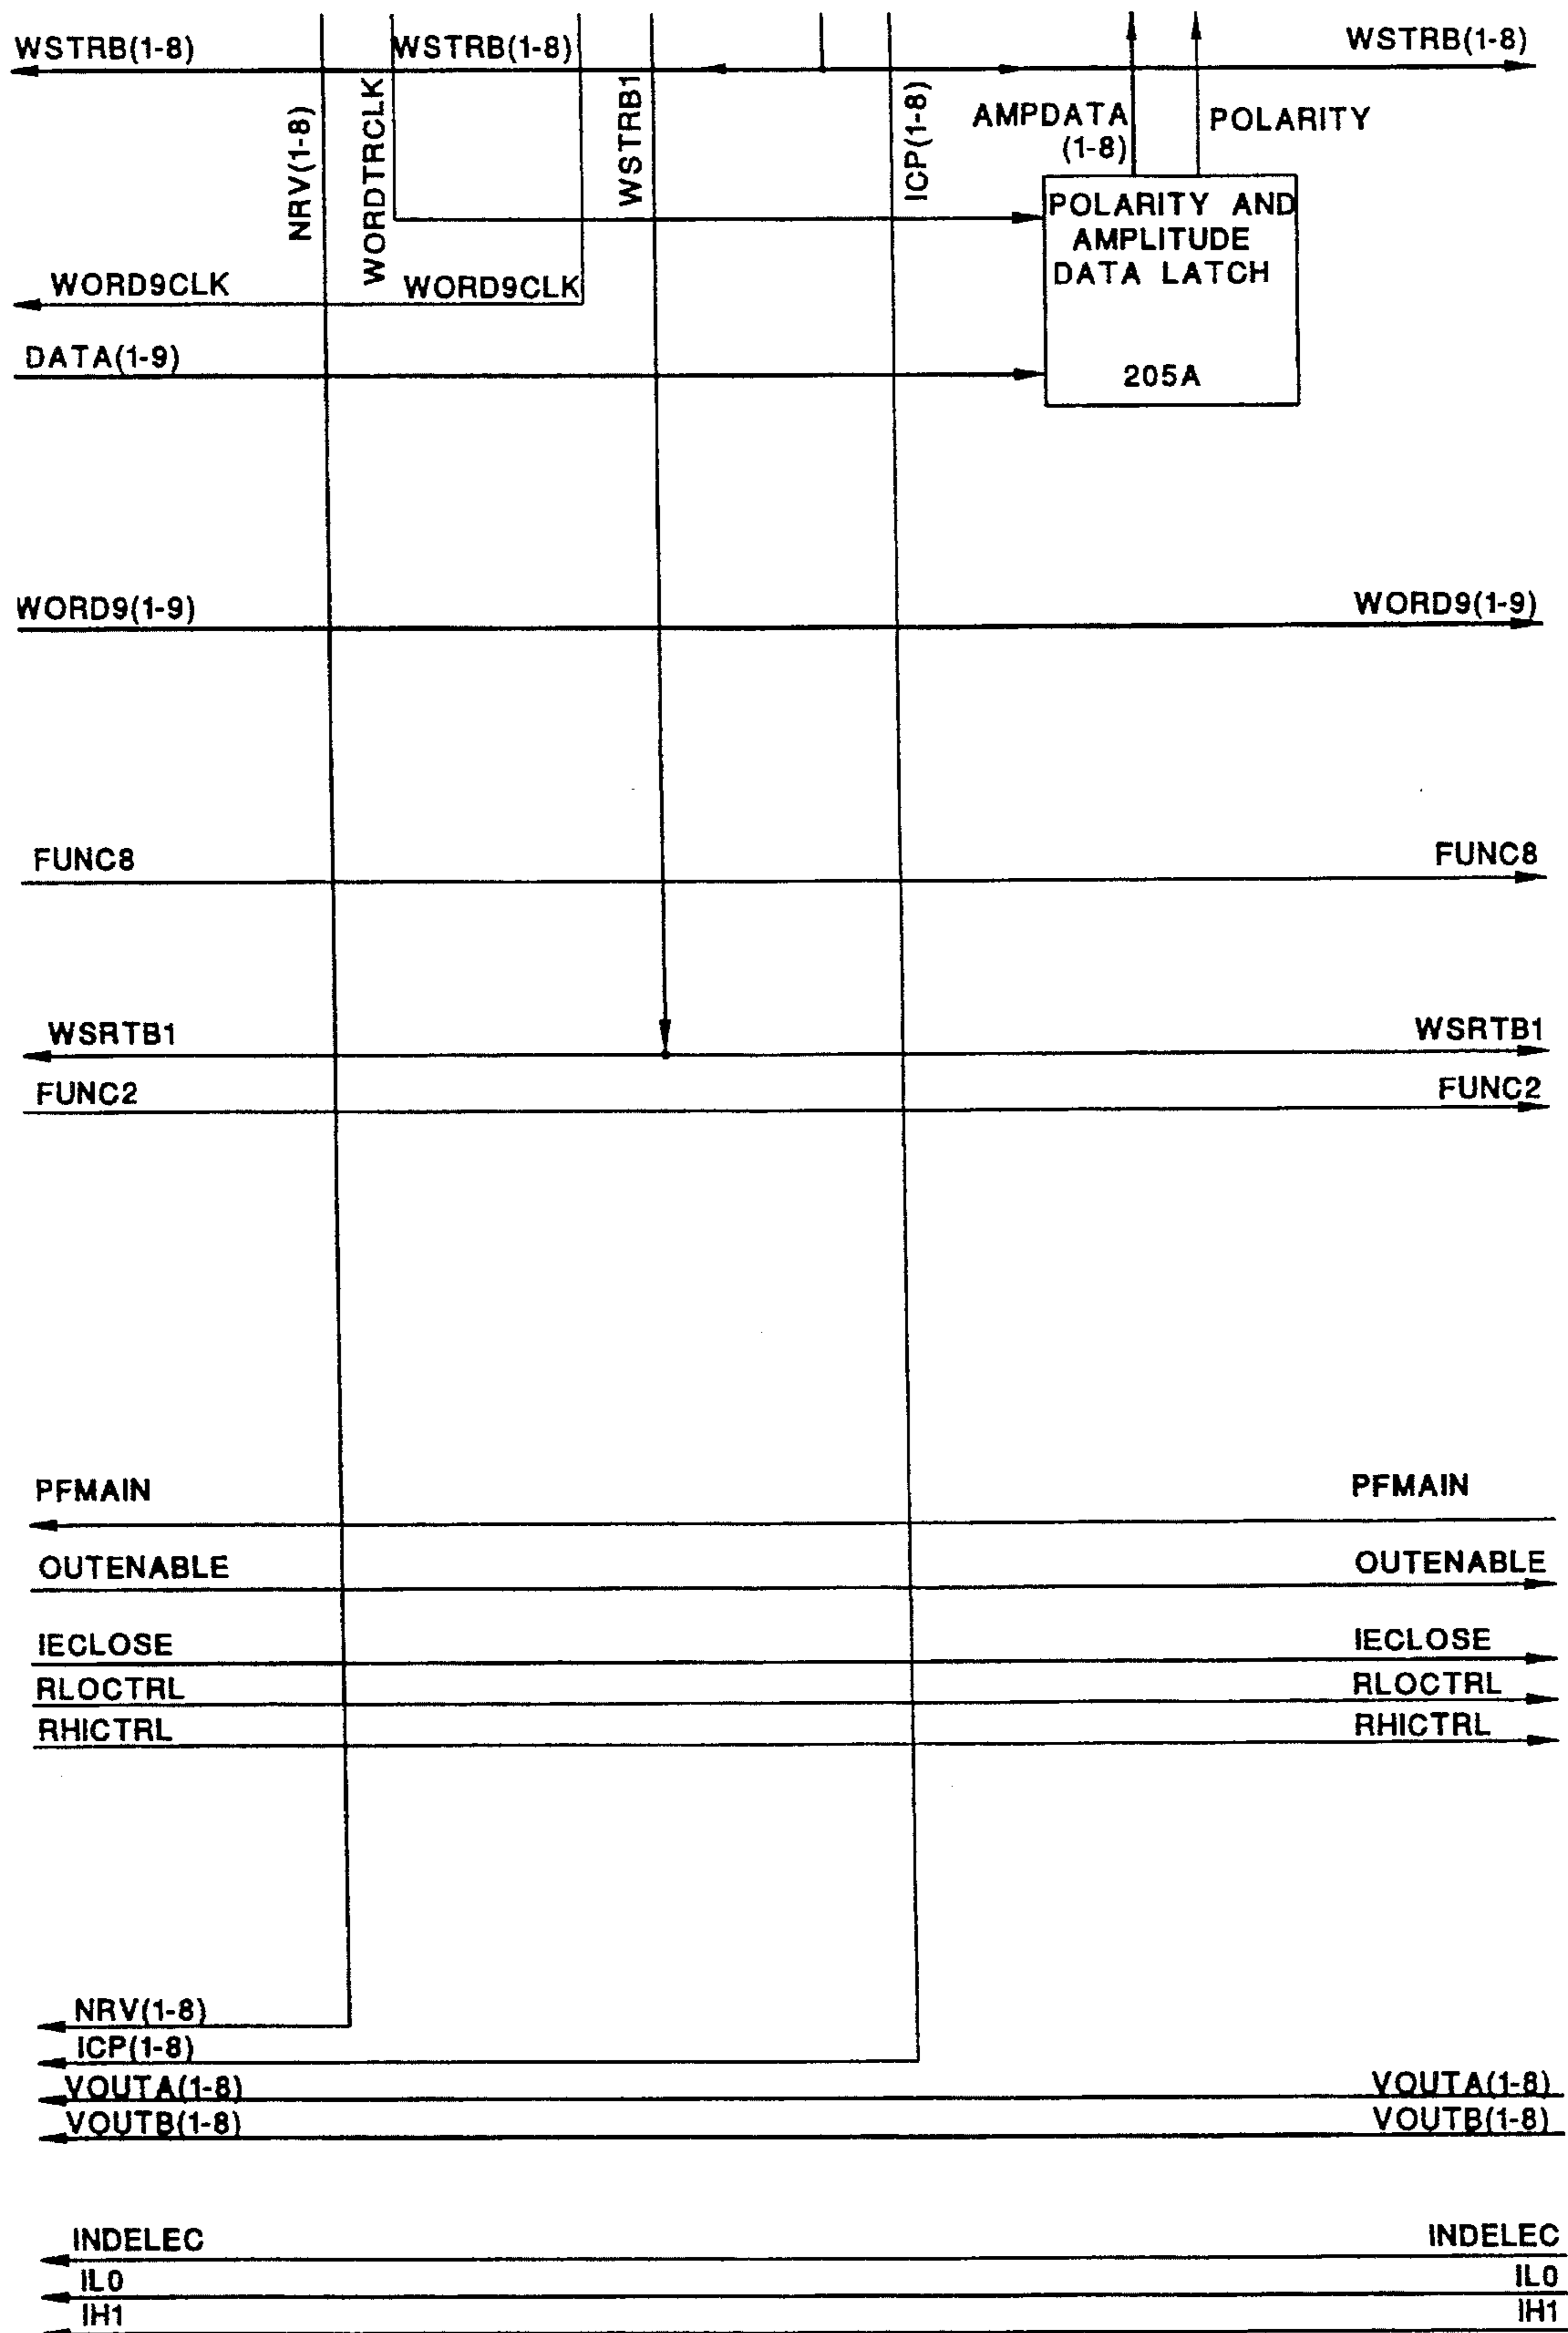 WSTRB(1-8)
WSTRB(1-8)
WSTRB(1-8)
NRV(1-8)
WORDTRCLK
WSTRB1
ICP(1-8)
AMPDATA
(1-8)
POLARITY
POLARITY AND
AMPLITUDE
DATA LATCH
205A
WORD9CLK
WORD9CLK
DATA(1-9)
WORD9(1-9)
WORD9(1-9)
FUNC8
FUNC8
WSRTB1
WSRTB1
FUNC2
FUNC2
PFMAIN
PFMAIN
OUTENABLE
OUTENABLE
IECLOSE
IECLOSE
RLOCTRL
RLOCTRL
RHICTRL
RHICTRL
NRV(1-8)
ICP(1-8)
VOUTA(1-8)
VOUTA(1-8)
VOUTB(1-8)
VOUTB(1-8)
INDELEC
INDELEC
IL0
IL0
IH1
IH1